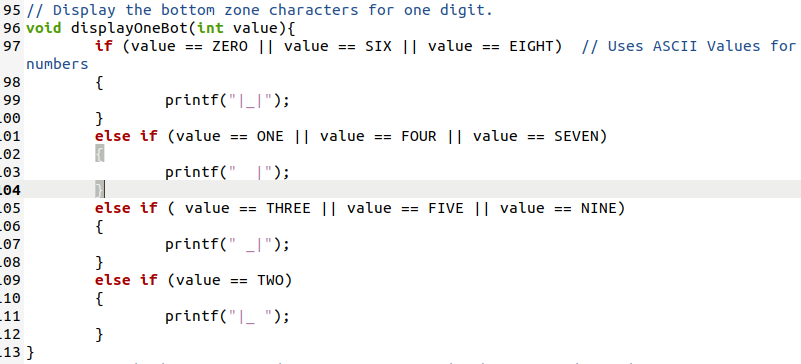 95 // Display the bottom zone characters for one digit.
96 void displayOneBot(int value){
97         if (value == ZERO || value == SIX || value == EIGHT)  // Uses ASCII Values for
numbers
98         {
99                 printf("|_|");
.00         }
.01         else if (value == ONE || value == FOUR || value == SEVEN)
.02         {
.03                 printf("  |");
104         }
.05         else if ( value == THREE || value == FIVE || value == NINE)
.06         {
.07                 printf(" _|");
.08         }
.09         else if (value == TWO)
.10         {
.11                 printf("|_ ");
.12         }
.13 }